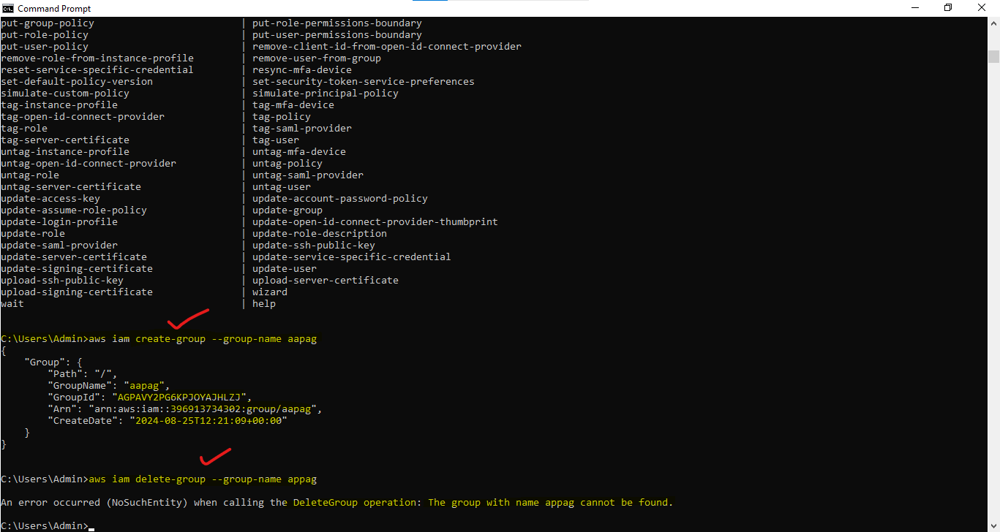 Command Prompt
put-group-policy | put-role-permissions-boundary
put-role-policy | put-user-permissions-boundary
put-user-policy | remove-client-id-from-open-id-connect-provider
remove-role-from-instance-profile | remove-user-from-group
reset-service-specific-credential | resync-mfa-device
set-default-policy-version | set-security-token-service-preferences
simulate-custom-policy | simulate-principal-policy
tag-instance-profile | tag-mfa-device
tag-open-id-connect-provider | tag-policy
tag-role | tag-saml-provider
tag-server-certificate | tag-user
untag-instance-profile | untag-mfa-device
untag-open-id-connect-provider | untag-policy
untag-role | untag-saml-provider
untag-server-certificate | untag-user
update-access-key | update-account-password-policy
update-assume-role-policy | update-group
update-login-profile | update-open-id-connect-provider-thumbprint
update-role | update-role-description
update-saml-provider | update-ssh-public-key
update-server-certificate | update-service-specific-credential
update-signing-certificate | update-user
upload-ssh-public-key | upload-server-certificate
upload-signing-certificate | wizard
wait | help
C:\Users\Admin>aws iam create-group --group-name aapag
{
"Group": {
"Path": "/",
"GroupName": "aapag",
"GroupId": "AGPAVY2PG6KPJOYAJHLZJ",
"Arn": "arn:aws:iam::396913734302:group/aapag",
"CreateDate": "2024-08-25T12:21:09+00:00"
}
}
C:\Users\Admin>aws iam delete-group --group-name appag
An error occurred (NoSuchEntity) when calling the DeleteGroup operation: The group with name appag cannot be found.
C:\Users\Admin>